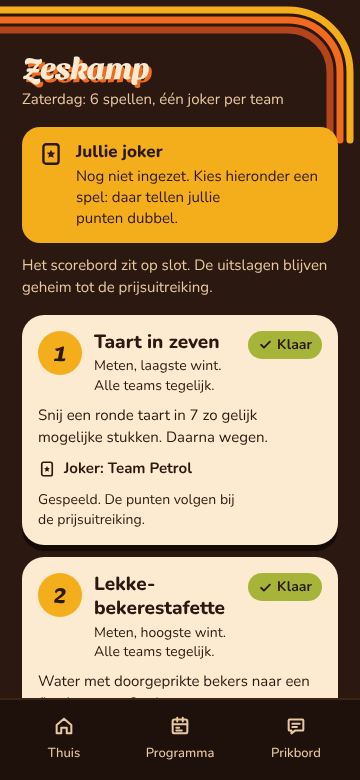 Zeskamp
Zaterdag: 6 spellen, één joker per team
Jullie joker
Nog niet ingezet. Kies hieronder een
spel: daar tellen jullie
punten dubbel.
Het scorebord zit op slot. De uitslagen blijven
geheim tot de prijsuitreiking.
1
Taart in zeven
Klaar
Meten, laagste wint.
Alle teams tegelijk.
Snij een ronde taart in 7 zo gelijk
mogelijke stukken. Daarna wegen.
Joker: Team Petrol
Gespeeld. De punten volgen bij
de prijsuitreiking.
2
Lekke-
bekerestafette
Klaar
Meten, hoogste wint.
Alle teams tegelijk.
Water met doorgeprikte bekers naar een
Thuis
Programma
Prikbord